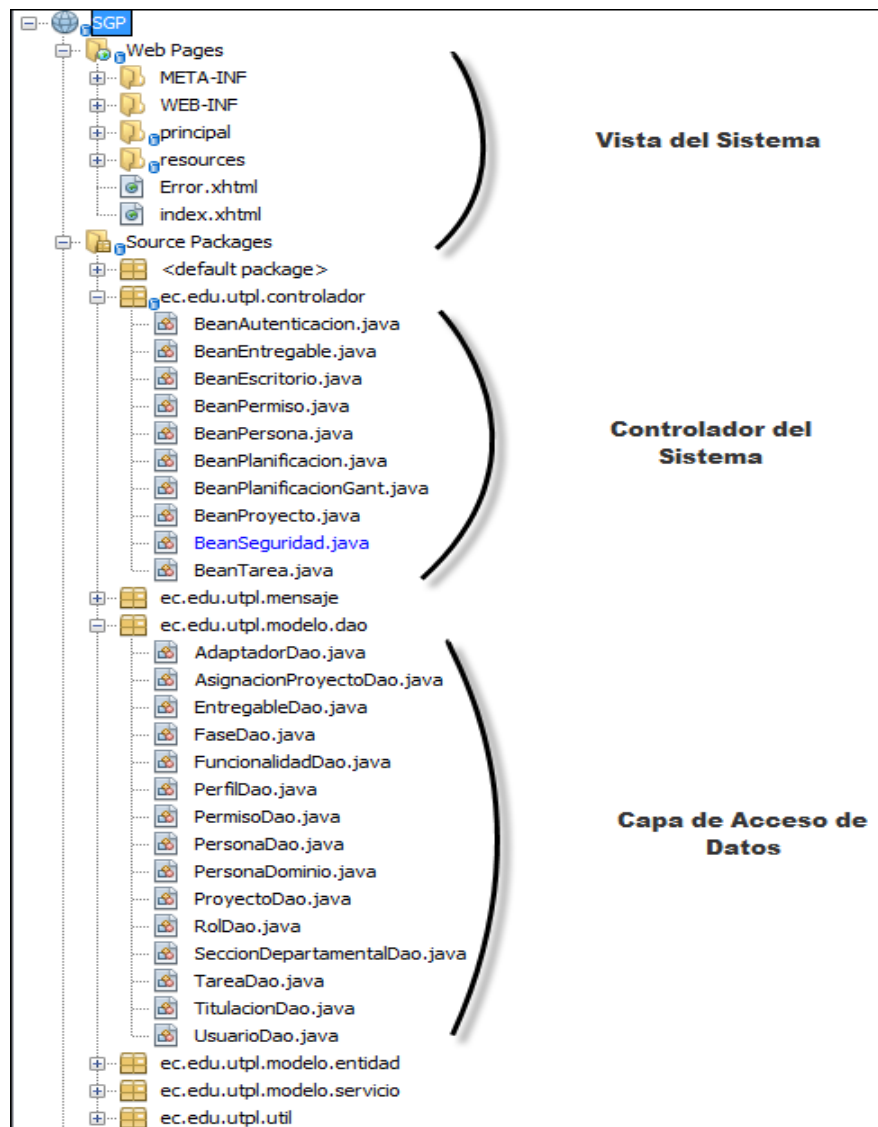 SGP
Web Pages
META-INF
WEB-INF
principal
resources
Error.xhtml
index.xhtml
Vista del Sistema
Source Packages
<default package>
ec.edu.utpl.controlador
BeanAutenticacion.java
BeanEntregable.java
BeanEscritorio.java
BeanPermiso.java
BeanPersona.java
BeanPlanificacion.java
BeanPlanificacionGant.java
BeanProyecto.java
BeanSeguridad.java
BeanTarea.java
Controlador del
Sistema
ec.edu.utpl.mensaje
ec.edu.utpl.modelo.dao
AdaptadorDao.java
AsignacionProyectoDao.java
EntregableDao.java
FaseDao.java
FuncionalidadDao.java
PerfilDao.java
PermisoDao.java
PersonaDao.java
PersonaDominio.java
ProyectoDao.java
RolDao.java
SeccionDepartamentalDao.java
TareaDao.java
TitulacionDao.java
UsuarioDao.java
Capa de Acceso de
Datos
ec.edu.utpl.modelo.entidad
ec.edu.utpl.modelo.servicio
ec.edu.utpl.util